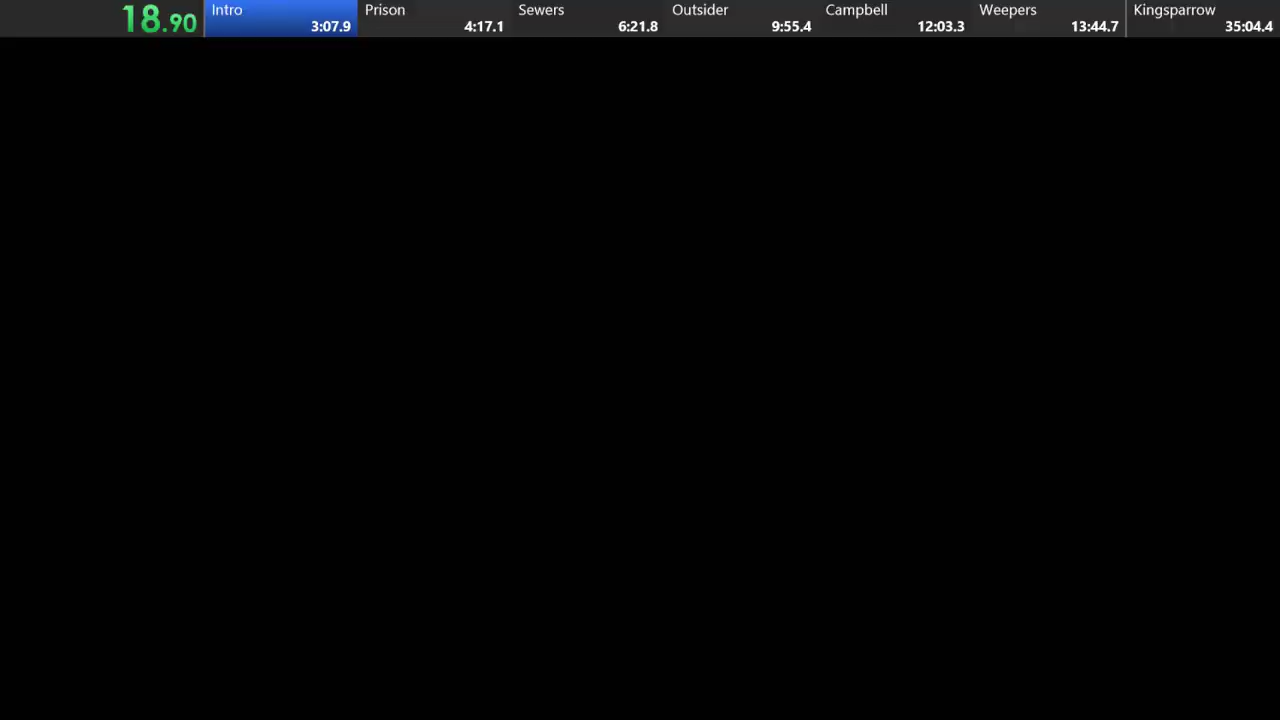 18.90
Intro
3:07.9
Prison
4:17.1
Sewers
6:21.8
Outsider
9:55.4
Campbell
12:03.3
Weepers
13:44.7
Kingsparrow
35:04.4